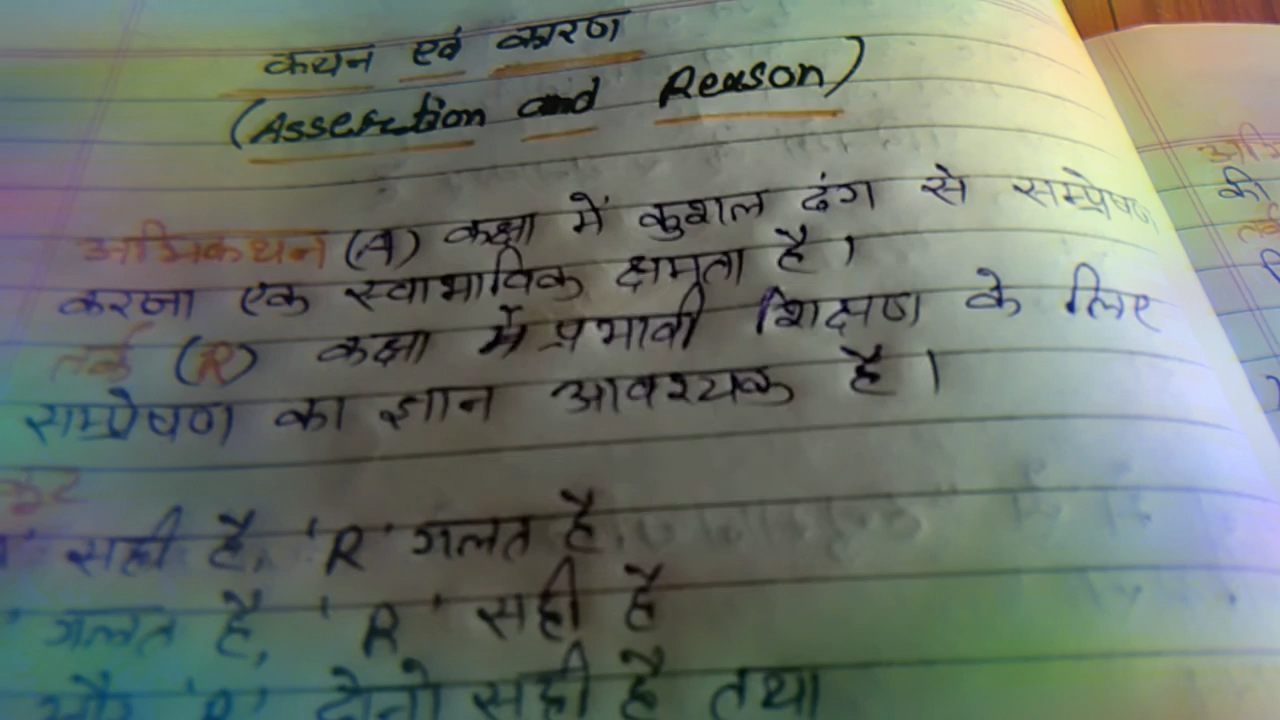 कथन एवं कारण
(Assertion and Reason)
अभिकथन (A) कक्षा में कुशल ढंग से सम्प्रेषण
करना एक स्वाभाविक क्षमता है।
तर्क (R) कक्षा में प्रभावी शिक्षण के लिए
सम्प्रेषण का ज्ञान आवश्यक है।
सही है, 'R' गलत है
गलत है, 'R' सही है
और 'R' दोनो सही है तथा